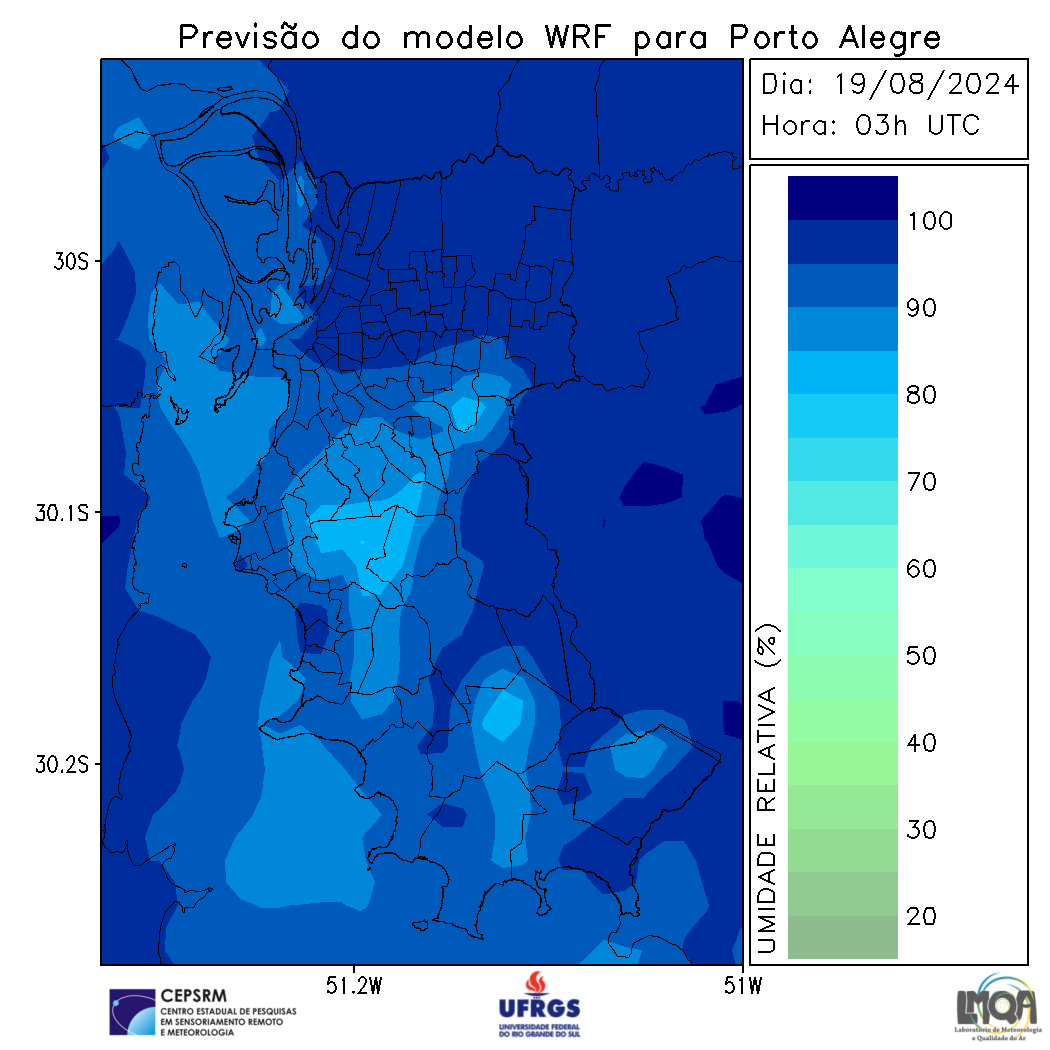 Previsão do modelo WRF para Porto Alegre
Dia: 19/08/2024
Hora: 03h UTC
30S
30.1S
30.2S
51.2W
51W
100
90
80
70
60
50
40
30
20
UMIDADE RELATIVA (%)
CEPSRM
CENTRO ESTADUAL DE PESQUISAS
EM SENSORIAMENTO REMOTO
E METEOROLOGIA
UFRGS
UNIVERSIDADE FEDERAL
DO RIO GRANDE DO SUL
LMQA
Laboratório de Meteorologia
e Qualidade do Ar